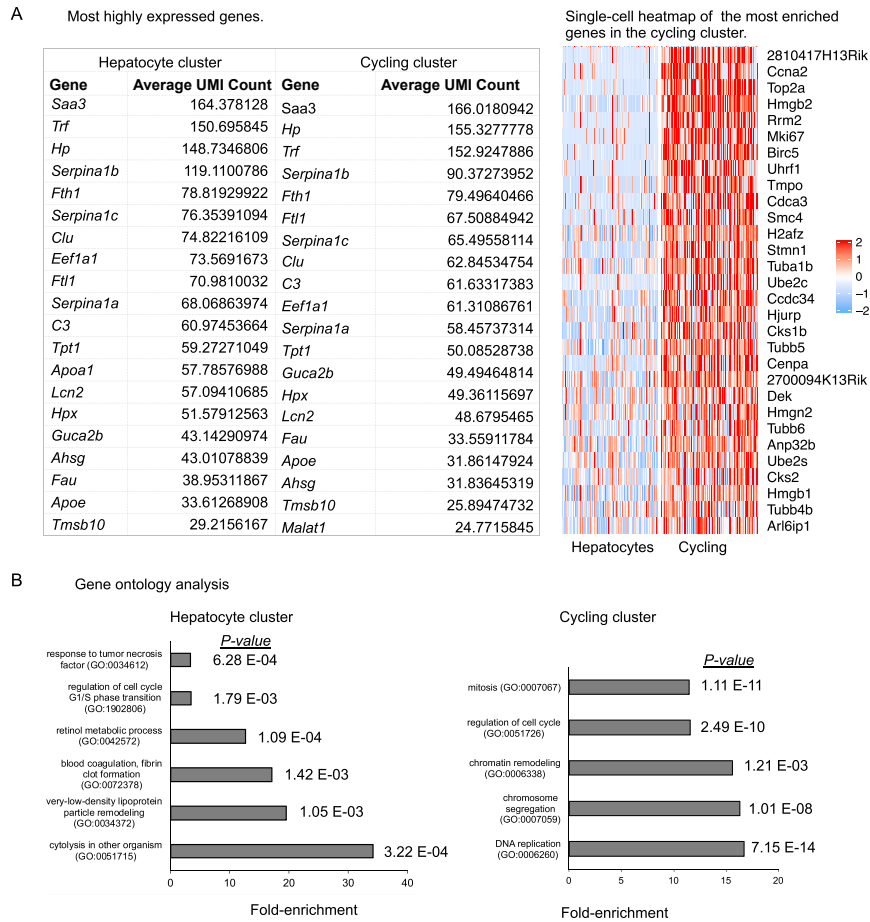 A
Most highly expressed genes.
Hepatocyte cluster
Cycling cluster
Gene Average UMI Count Gene Average UMI Count
Saa3 164.378128 Saa3 166.0180942
Trf 150.695845 Hp 155.3277778
Hp 148.7346806 Trf 152.9247886
Serpina1b 119.1100786 Serpina1b 90.37273952
Fth1 78.81929922 Fth1 79.49640466
Serpina1c 76.35391094 Ftl1 67.50884942
Clu 74.82216109 Serpina1c 65.49558114
Eef1a1 73.5691673 Clu 62.84534754
Ftl1 70.9810032 C3 61.63317383
Serpina1a 68.06863974 Eef1a1 61.31086761
C3 60.97453664 Serpina1a 58.45737314
Tpt1 59.27271049 Tpt1 50.08528738
Apoa1 57.78576988 Guca2b 49.49464814
Lcn2 57.09410685 Hpx 49.36115697
Hpx 51.57912563 Lcn2 48.6795465
Guca2b 43.14290974 Fau 33.55911784
Ahsg 43.01078839 Apoe 31.86147924
Fau 38.95311867 Ahsg 31.83645319
Apoe 33.61268908 Tmsb10 25.89474732
Tmsb10 29.2156167 Malat1 24.7715845
Single-cell heatmap of the most enriched
genes in the cycling cluster.
2810417H13Rik
Ccna2
Top2a
Hmgb2
Rrm2
Mki67
Birc5
Uhrf1
Tmpo
Cdca3
Smc4
H2afz
Stmn1
Tuba1b
Ube2c
Ccdc34
Hjurp
Cks1b
Tubb5
Cenpa
2700094K13Rik
Dek
Hmgn2
Tubb6
Anp32b
Ube2s
Cks2
Hmgb1
Tubb4b
Arl6ip1
2
1
0
−1
−2
Hepatocytes Cycling
B
Gene ontology analysis
Hepatocyte cluster
P-value
response to tumor necrosis
factor (GO:0034612)
6.28 E-04
regulation of cell cycle
G1/S phase transition
(GO:1902806)
1.79 E-03
retinol metabolic process
(GO:0042572)
1.09 E-04
blood coagulation, fibrin
clot formation
(GO:0072378)
1.42 E-03
very-low-density lipoprotein
particle remodeling
(GO:0034372)
1.05 E-03
cytolysis in other organism
(GO:0051715)
3.22 E-04
0 10 20 30 40
Fold-enrichment
Cycling cluster
P-value
mitosis (GO:0007067)
1.11 E-11
regulation of cell cycle
(GO:0051726)
2.49 E-10
chromatin remodeling
(GO:0006338)
1.21 E-03
chromosome
segregation
(GO:0007059)
1.01 E-08
DNA replication
(GO:0006260)
7.15 E-14
0 5 10 15 20
Fold-enrichment